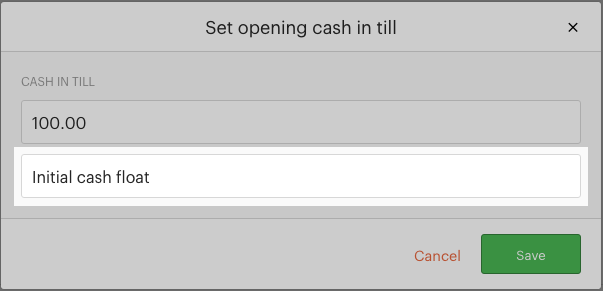 Set opening cash in till
CASH IN TILL
100.00
Initial cash float
Cancel Save